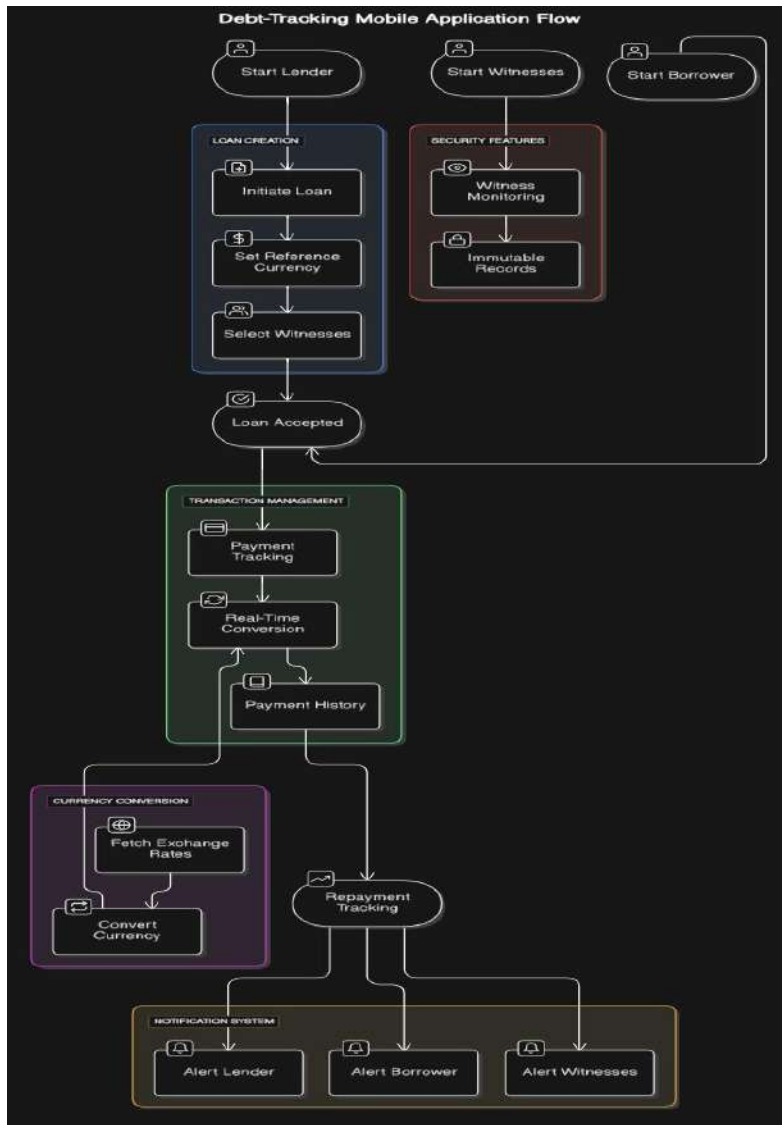 Debt-Tracking Mobile Application Flow
Start Lender
Start Witnesses
Start Borrower
LOAN CREATION
Initiate Loan
Set Reference
Currency
Select Witnesses
SECURITY FEATURES
Witness
Monitoring
Immutable
Records
Loan Accepted
TRANSACTION MANAGEMENT
Payment
Tracking
Real-Time
Conversion
Payment History
CURRENCY CONVERSION
Fetch Exchange
Rates
Convert
Currency
Repayment
Tracking
NOTIFICATION SYSTEM
Alert Lender
Alert Borrower
Alert Witnesses